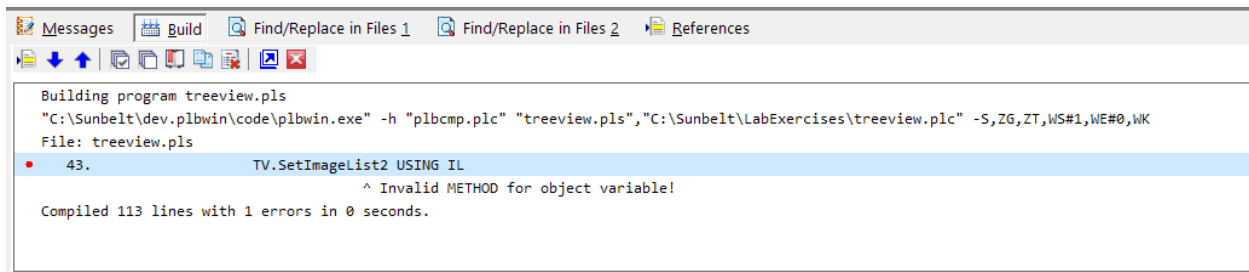 Messages Build Find/Replace in Files 1 Find/Replace in Files 2 References
Building program treeview.pls
"C:\Sunbelt\dev.plbwin\code\plbwin.exe" -h "plbcmp.plc" "treeview.pls","C:\Sunbelt\LabExercises\treeview.plc" -S,ZG,ZT,WS#1,WE#0,WK
File: treeview.pls
43. TV.SetImageList2 USING IL
^ Invalid METHOD for object variable!
Compiled 113 lines with 1 errors in 0 seconds.